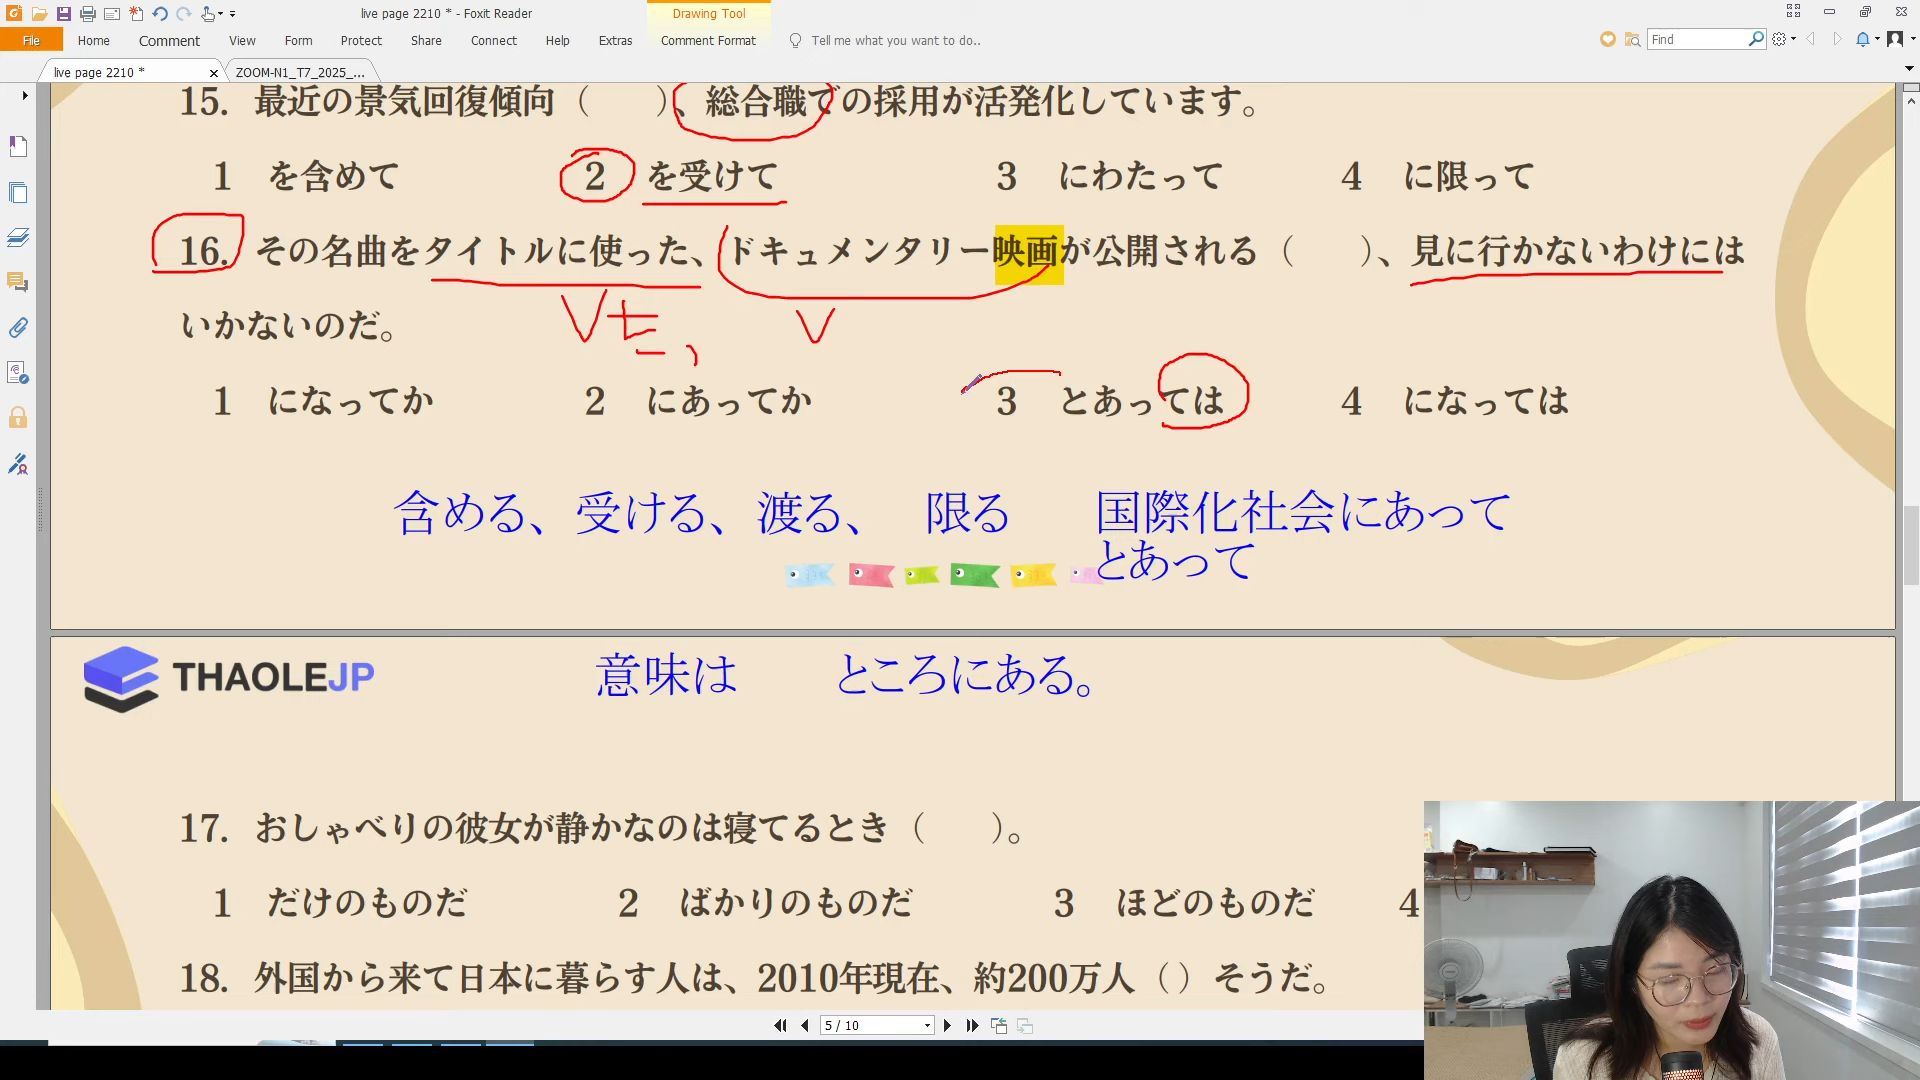 live page 2210 * - Foxit Reader
Drawing Tool
File Home Comment View Form Protect Share Connect Help Extras Comment Format Tell me what you want to do.. Find
live page 2210 * ZOOM-N1_T7_2025_...
15. 最近の景気回復傾向（　　）、総合職での採用が活発化しています。
1 を含めて 2 を受けて 3 にわたって 4 に限って
16. その名曲をタイトルに使った、ドキュメンタリー映画が公開される（　　）、見に行かないわけには
Vた、 V
いかないのだ。
1 になってか 2 にあってか 3 とあっては 4 になっては
含める、受ける、渡る、 限る 国際化社会にあって
とあって
THAOLEJP 意味は ところにある。
17. おしゃべりの彼女が静かなのは寝てるとき（　　）。
1 だけのものだ 2 ばかりのものだ 3 ほどのものだ 4
18. 外国から来て日本に暮らす人は、2010年現在、約200万人（）そうだ。
5 / 10